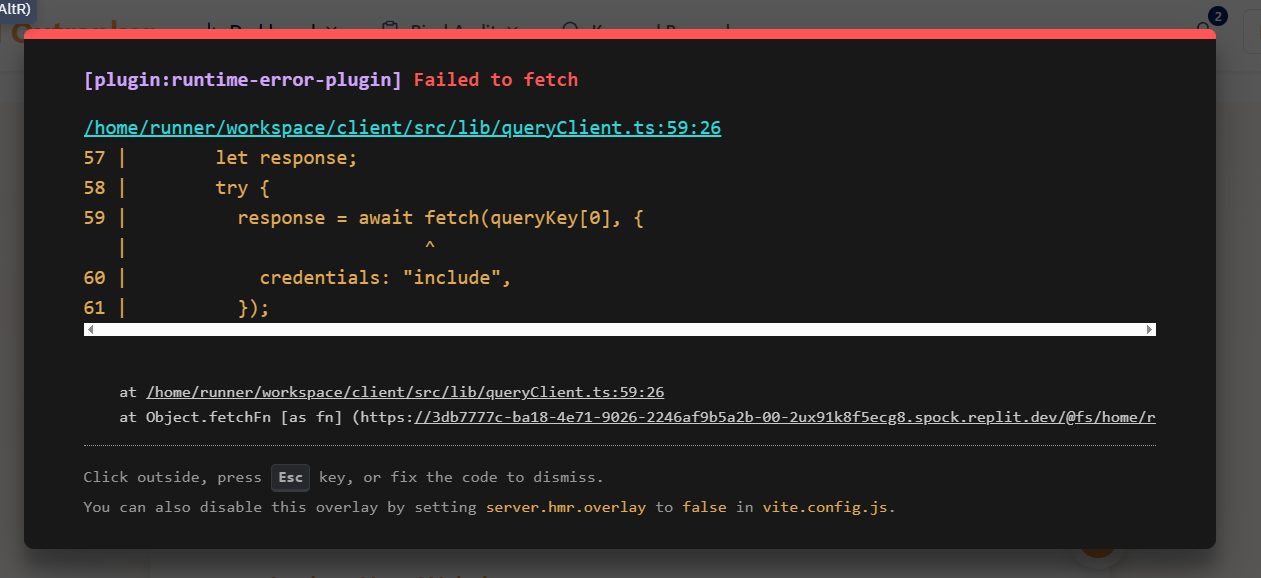 AltR)
2
[plugin:runtime-error-plugin] Failed to fetch
/home/runner/workspace/client/src/lib/queryClient.ts:59:26
57 | let response;
58 | try {
59 | response = await fetch(queryKey[0], {
| ^
60 | credentials: "include",
61 | });
at /home/runner/workspace/client/src/lib/queryClient.ts:59:26
at Object.fetchFn [as fn] (https://3db7777c-ba18-4e71-9026-2246af9b5a2b-00-2ux91k8f5ecg8.spock.replit.dev/@fs/home/r
Click outside, press Esc key, or fix the code to dismiss.
You can also disable this overlay by setting server.hmr.overlay to false in vite.config.js.